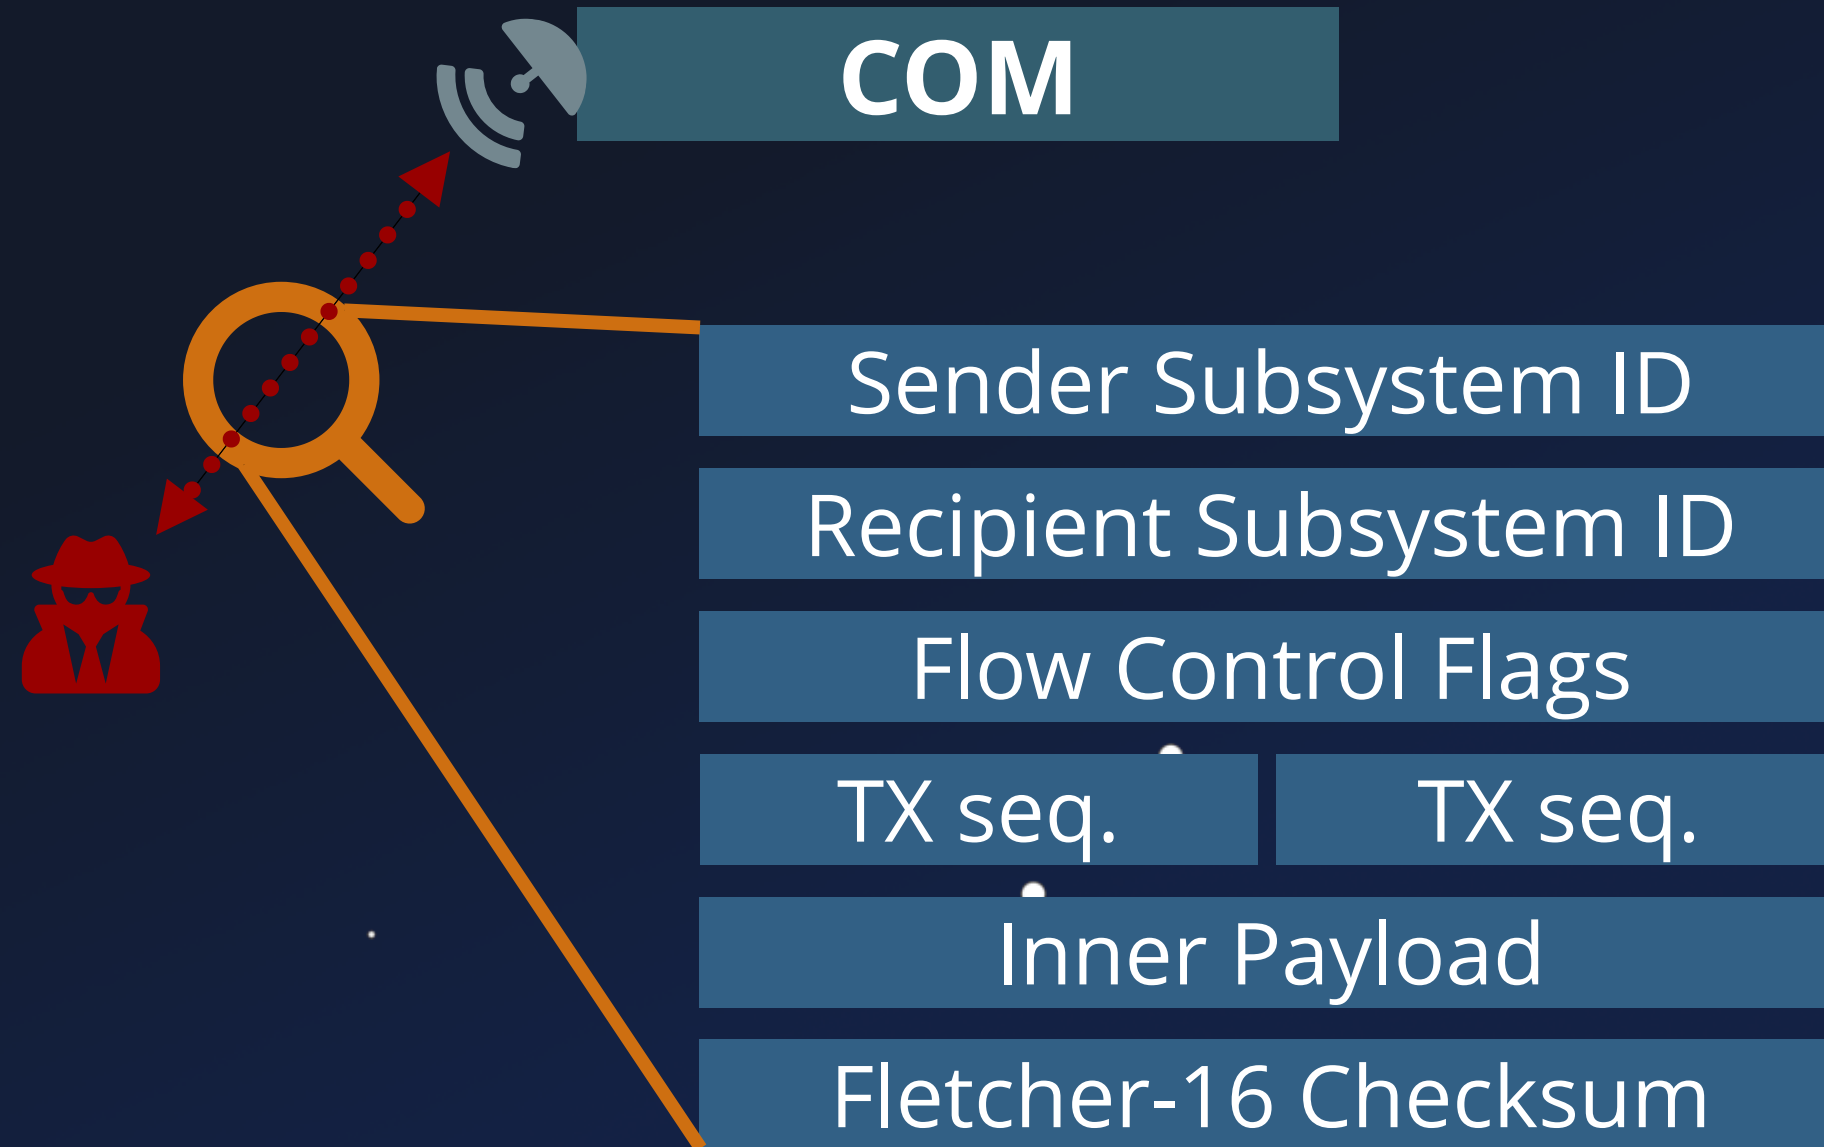 COM
Sender Subsystem ID
Recipient Subsystem ID
Flow Control Flags
TX seq. TX seq.
Inner Payload
Fletcher-16 Checksum